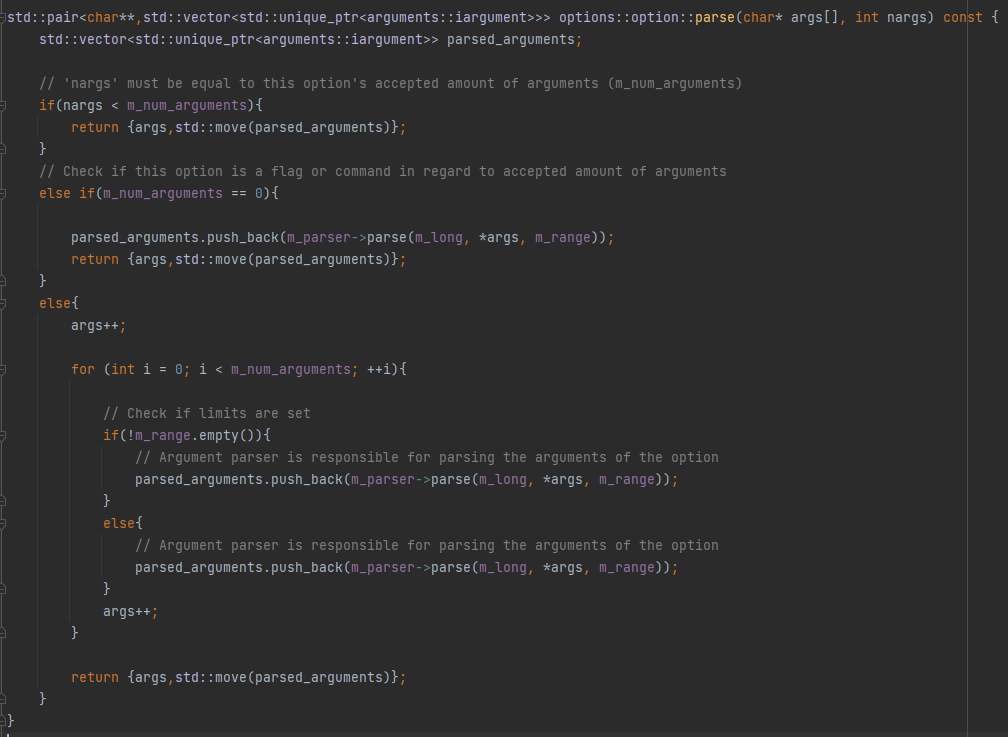 std::pair<char**,std::vector<std::unique_ptr<arguments::iargument>>> options::option::parse(char* args[], int nargs) const {
    std::vector<std::unique_ptr<arguments::iargument>> parsed_arguments;

    // 'nargs' must be equal to this option's accepted amount of arguments (m_num_arguments)
    if(nargs < m_num_arguments){
        return {args,std::move(parsed_arguments)};
    }
    // Check if this option is a flag or command in regard to accepted amount of arguments
    else if(m_num_arguments == 0){

        parsed_arguments.push_back(m_parser->parse(m_long, *args, m_range));
        return {args,std::move(parsed_arguments)};
    }
    else{
        args++;

        for (int i = 0; i < m_num_arguments; ++i){

            // Check if limits are set
            if(!m_range.empty()){
                // Argument parser is responsible for parsing the arguments of the option
                parsed_arguments.push_back(m_parser->parse(m_long, *args, m_range));
            }
            else{
                // Argument parser is responsible for parsing the arguments of the option
                parsed_arguments.push_back(m_parser->parse(m_long, *args, m_range));
            }
            args++;
        }

        return {args,std::move(parsed_arguments)};
    }
}